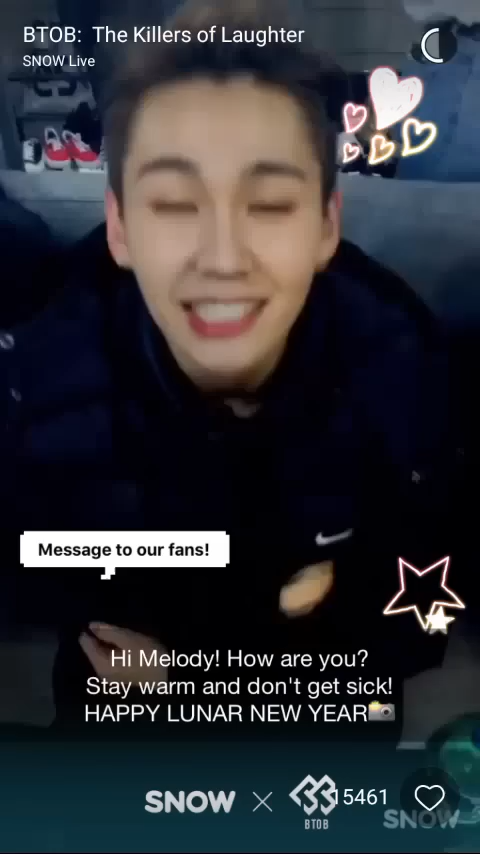 BTOB: The Killers of Laughter
SNOW Live
Message to our fans!
Hi Melody! How are you?
Stay warm and don't get sick!
HAPPY LUNAR NEW YEAR📷
SNOW × BTOB 15461
SNOW